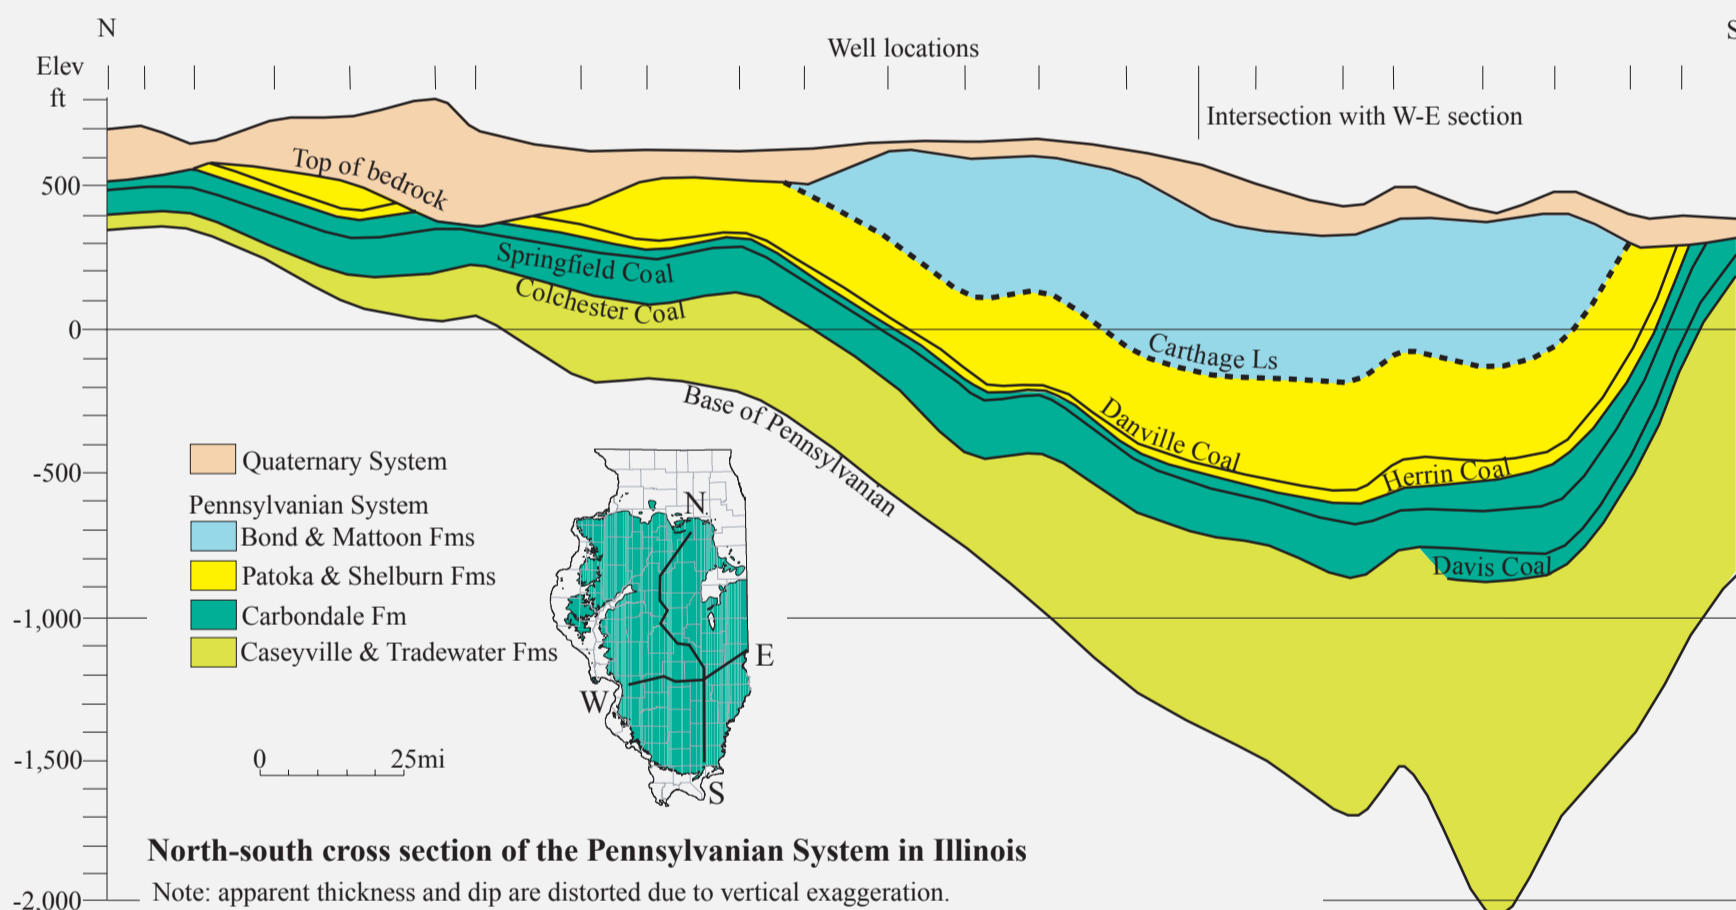 N
S
Well locations
Elev
ft
Intersection with W-E section
Top of bedrock
500
Springfield Coal
Colchester Coal
0
Carthage Ls
Base of Pennsylvanian
Danville Coal
Herrin Coal
-500
Quaternary System
Pennsylvanian System
Bond & Mattoon Fms
Patoka & Shelburn Fms
Carbondale Fm
Caseyville & Tradewater Fms
Davis Coal
-1,000
N
E
W
S
-1,500
0 25mi
North-south cross section of the Pennsylvanian System in Illinois
Note: apparent thickness and dip are distorted due to vertical exaggeration.
-2,000